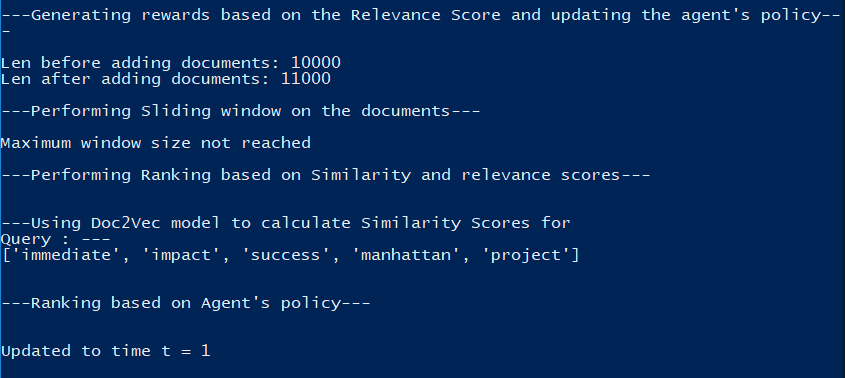 ---Generating rewards based on the Relevance Score and updating the agent's policy--
-
Len before adding documents: 10000
Len after adding documents: 11000
---Performing Sliding window on the documents---
Maximum window size not reached
---Performing Ranking based on Similarity and relevance scores---
---Using Doc2Vec model to calculate Similarity Scores for
Query : ---
['immediate', 'impact', 'success', 'manhattan', 'project']
---Ranking based on Agent's policy---
Updated to time t = 1